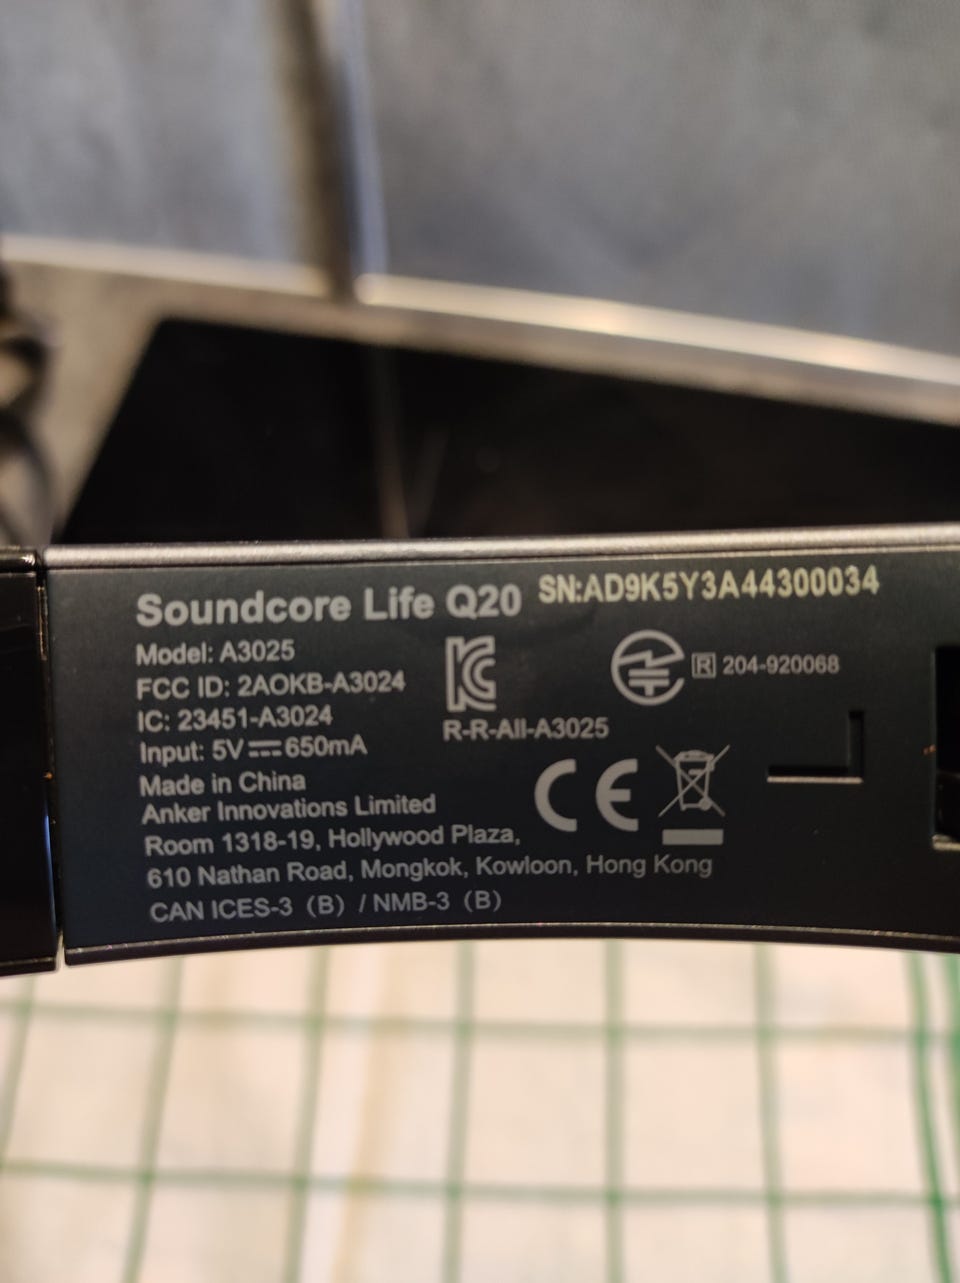 Soundcore Life Q20 SN:AD9K5Y3A44300034
Model: A3025
FCC ID: 2AOKB-A3024
IC: 23451-A3024
Input: 5V⎓650mA
Made in China
Anker Innovations Limited
Room 1318-19, Hollywood Plaza,
610 Nathan Road, Mongkok, Kowloon, Hong Kong
CAN ICES-3 (B) / NMB-3 (B)
R-R-AII-A3025
R 204-920068
CE